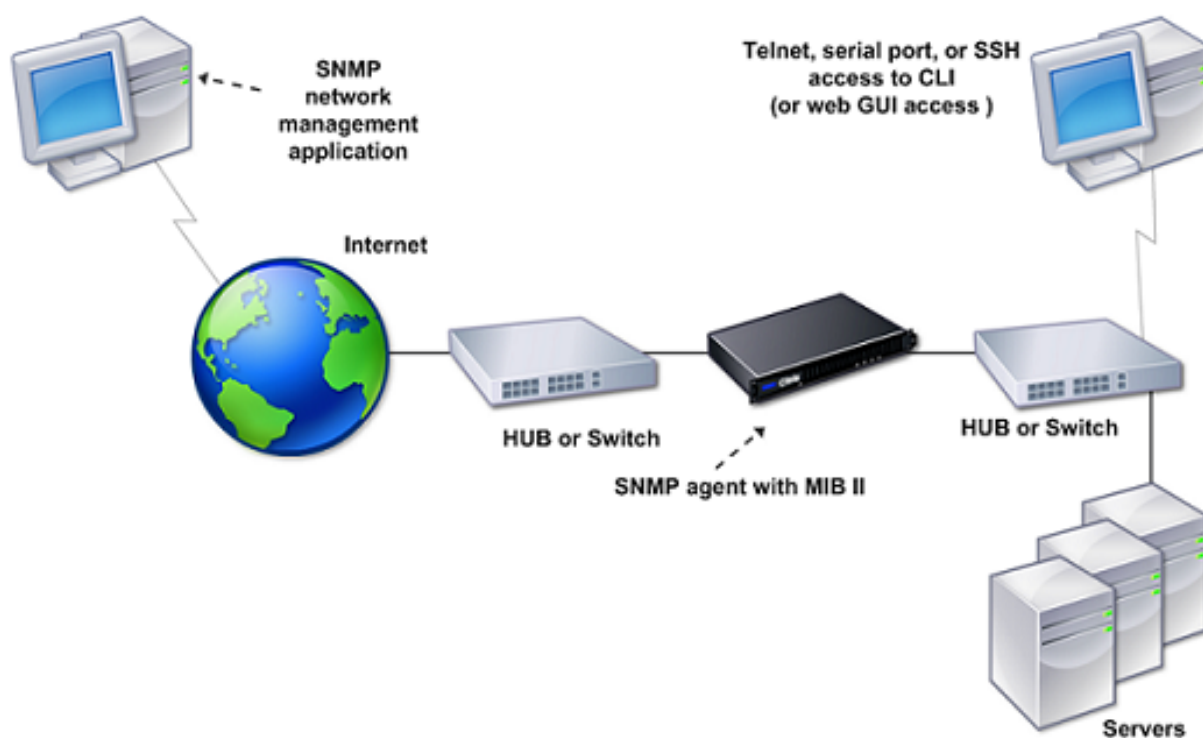 SNMP
network
management
application
Telnet, serial port, or SSH
access to CLI
(or web GUI access )
Internet
HUB or Switch
SNMP agent with MIB II
HUB or Switch
Servers